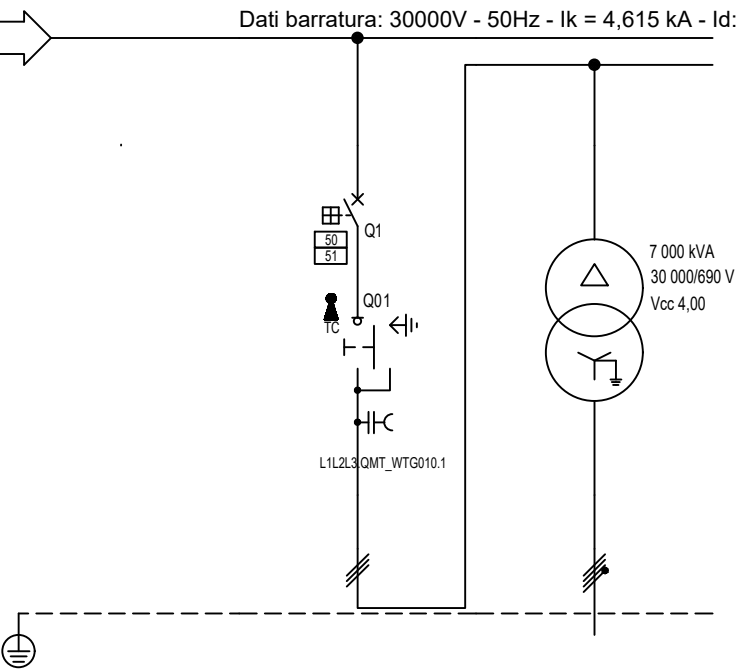 Dati barratura: 30000V - 50Hz - Ik = 4,615 kA - Id:
Q1
50
51
Q01
TC
7 000 kVA
30 000/690 V
Vcc 4,00
L1L2L3.QMT_WTG010.1